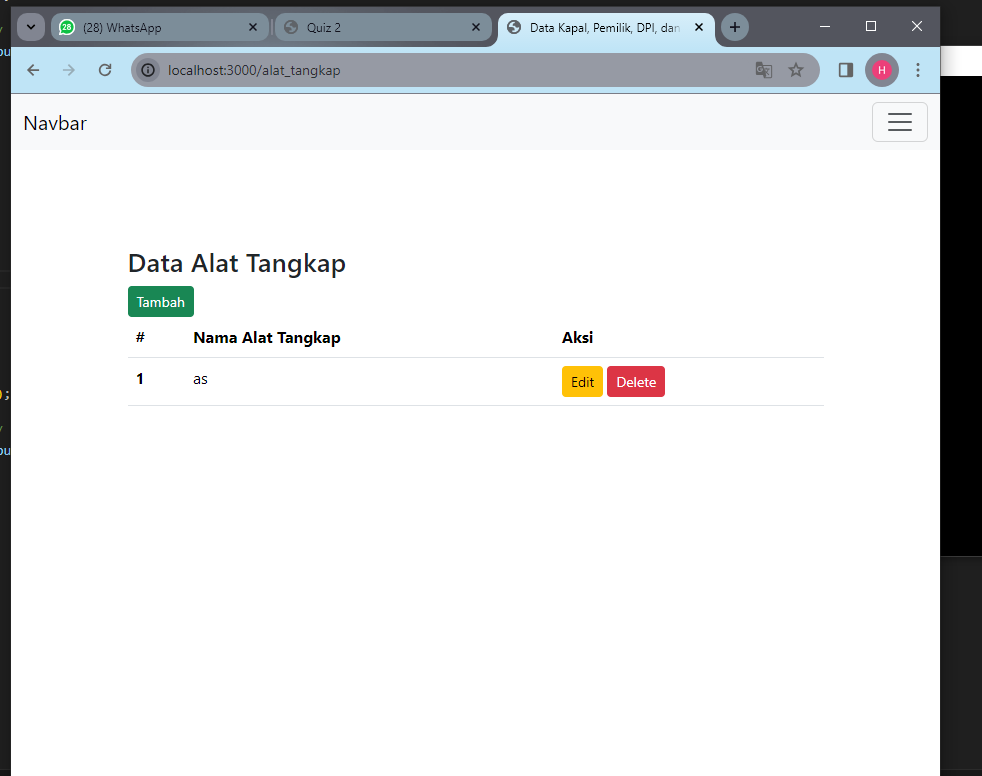 28 (28) WhatsApp Quiz 2 Data Kapal, Pemilik, DPI, dan
localhost:3000/alat_tangkap H
Navbar
Data Alat Tangkap
Tambah
# Nama Alat Tangkap Aksi
1 as Edit Delete